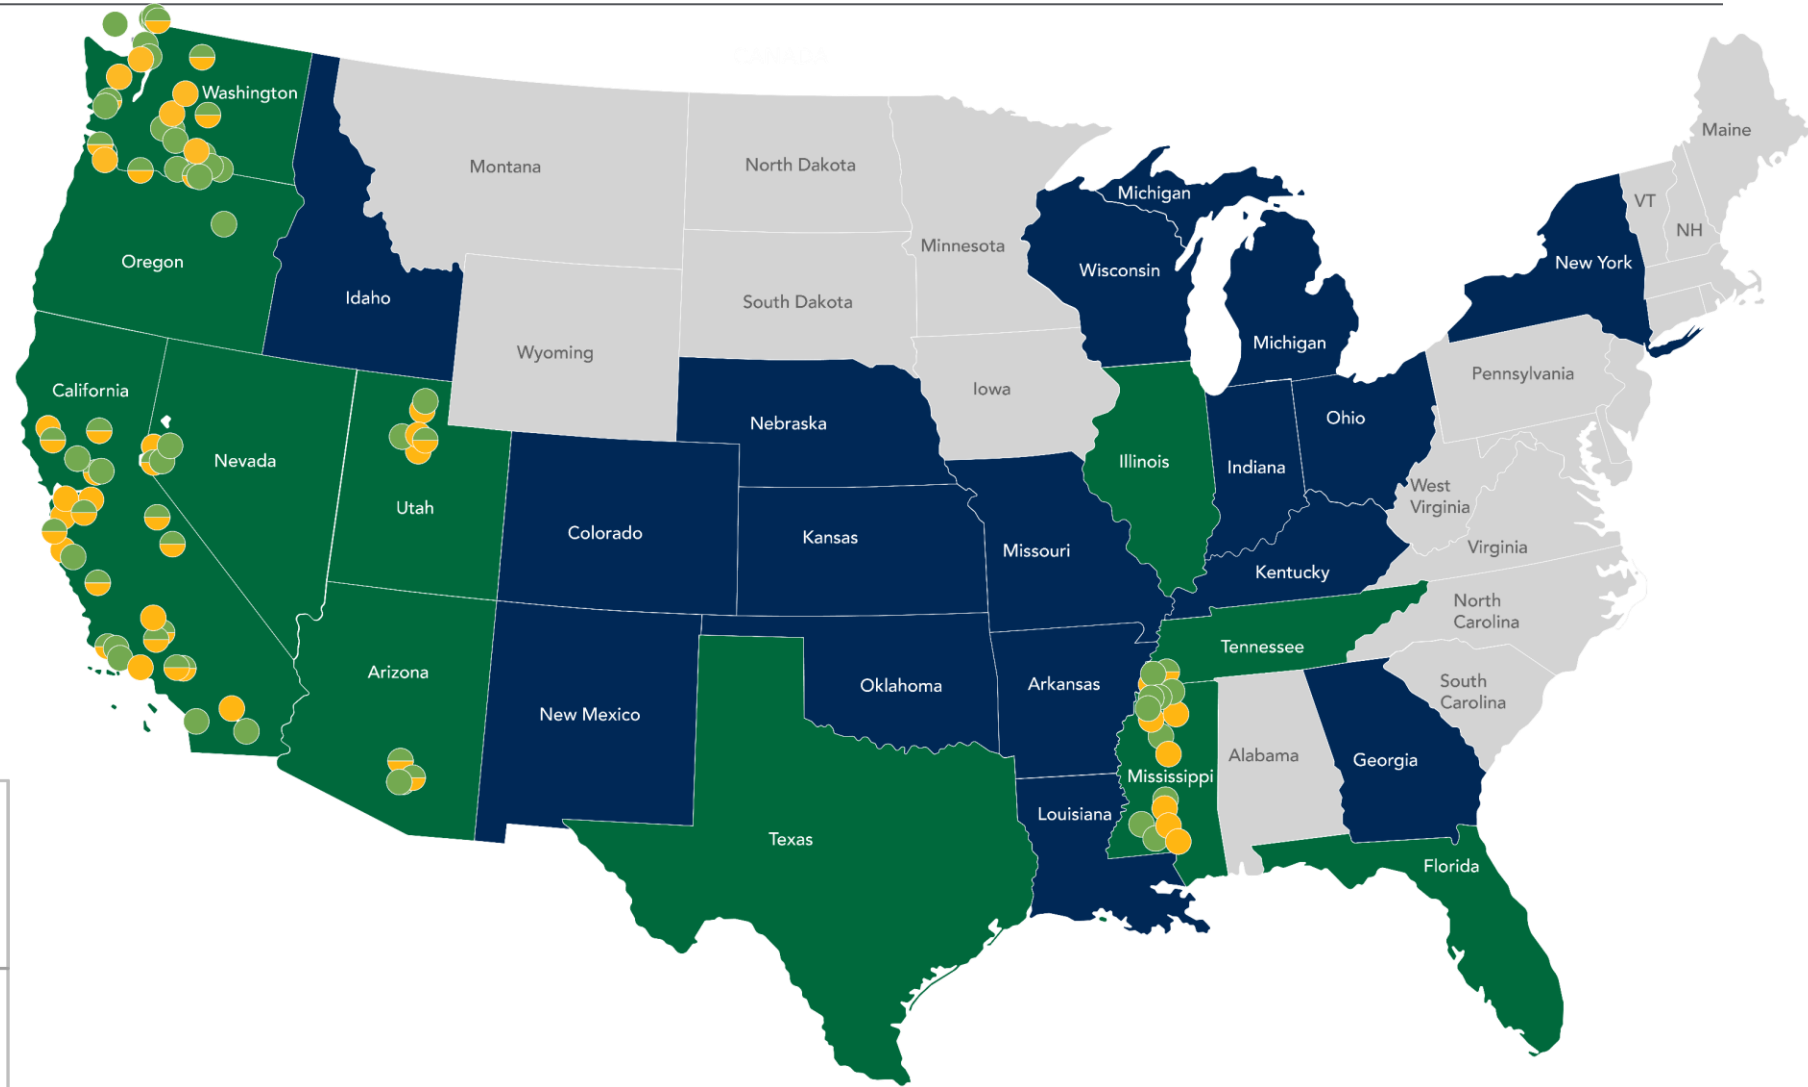 Washington
Montana
North Dakota
Minnesota
Michigan
Maine
VT
NH
Oregon
Idaho
South Dakota
Wisconsin
New York
Wyoming
Michigan
California
Iowa
Pennsylvania
Nebraska
Ohio
Nevada
Illinois
Indiana
West
Virginia
Utah
Colorado
Kansas
Missouri
Virginia
Kentucky
North
Carolina
Arizona
Tennessee
New Mexico
Oklahoma
Arkansas
South
Carolina
Alabama
Georgia
Mississippi
Louisiana
Texas
Florida